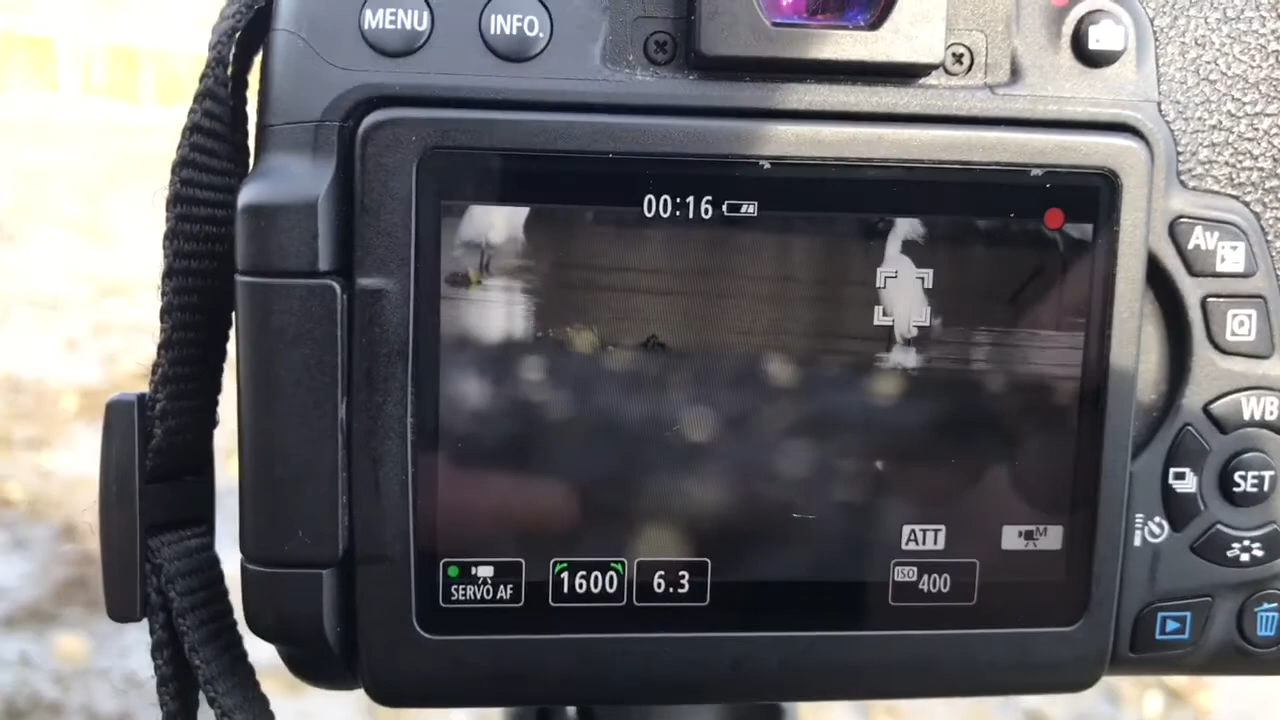 MENU
INFO.
00:16
Av
Q
WB
SET
ATT
M
SERVO AF
1600
6.3
ISO
400